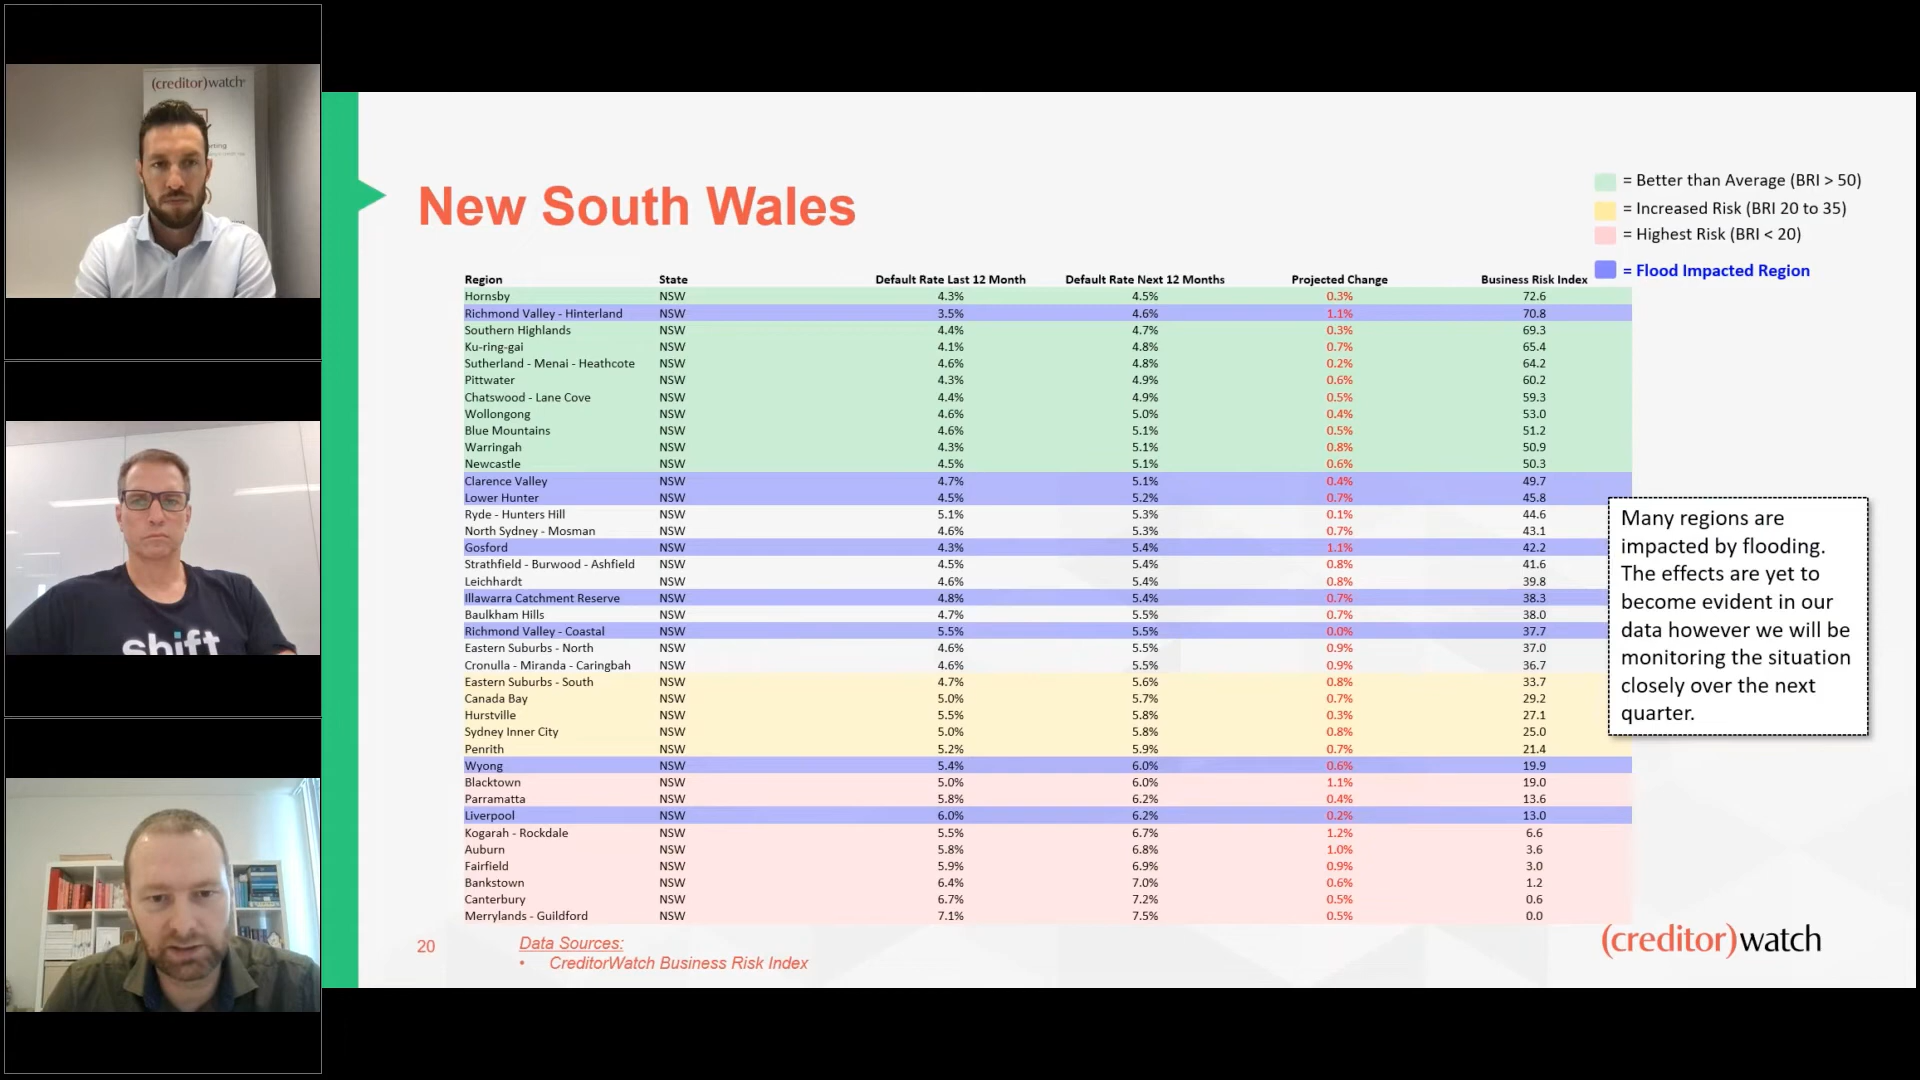 (creditor)watch
shift
New South Wales
= Better than Average (BRI > 50)
= Increased Risk (BRI 20 to 35)
= Highest Risk (BRI < 20)
= Flood Impacted Region
Region State Default Rate Last 12 Month Default Rate Next 12 Months Projected Change Business Risk Index
Hornsby NSW 4.3% 4.5% 0.3% 72.6
Richmond Valley - Hinterland NSW 3.5% 4.6% 1.1% 70.8
Southern Highlands NSW 4.4% 4.7% 0.3% 69.3
Ku-ring-gai NSW 4.1% 4.8% 0.7% 65.4
Sutherland - Menai - Heathcote NSW 4.6% 4.8% 0.2% 64.2
Pittwater NSW 4.3% 4.9% 0.6% 60.2
Chatswood - Lane Cove NSW 4.4% 4.9% 0.5% 59.3
Wollongong NSW 4.6% 5.0% 0.4% 53.0
Blue Mountains NSW 4.6% 5.1% 0.5% 51.2
Warringah NSW 4.3% 5.1% 0.8% 50.9
Newcastle NSW 4.5% 5.1% 0.6% 50.3
Clarence Valley NSW 4.7% 5.1% 0.4% 49.7
Lower Hunter NSW 4.5% 5.2% 0.7% 45.8
Ryde - Hunters Hill NSW 5.1% 5.3% 0.1% 44.6
North Sydney - Mosman NSW 4.6% 5.3% 0.7% 43.1
Gosford NSW 4.3% 5.4% 1.1% 42.2
Strathfield - Burwood - Ashfield NSW 4.5% 5.4% 0.8% 41.6
Leichhardt NSW 4.6% 5.4% 0.8% 39.8
Illawarra Catchment Reserve NSW 4.8% 5.4% 0.7% 38.3
Baulkham Hills NSW 4.7% 5.5% 0.7% 38.0
Richmond Valley - Coastal NSW 5.5% 5.5% 0.0% 37.7
Eastern Suburbs - North NSW 4.6% 5.5% 0.9% 37.0
Cronulla - Miranda - Caringbah NSW 4.6% 5.5% 0.9% 36.7
Eastern Suburbs - South NSW 4.7% 5.6% 0.8% 33.7
Canada Bay NSW 5.0% 5.7% 0.7% 29.2
Hurstville NSW 5.5% 5.8% 0.3% 27.1
Sydney Inner City NSW 5.0% 5.8% 0.8% 25.0
Penrith NSW 5.2% 5.9% 0.7% 21.4
Wyong NSW 5.4% 6.0% 0.6% 19.9
Blacktown NSW 5.0% 6.0% 1.1% 19.0
Parramatta NSW 5.8% 6.2% 0.4% 13.6
Liverpool NSW 6.0% 6.2% 0.2% 13.0
Kogarah - Rockdale NSW 5.5% 6.7% 1.2% 6.6
Auburn NSW 5.8% 6.8% 1.0% 3.6
Fairfield NSW 5.9% 6.9% 0.9% 3.0
Bankstown NSW 6.4% 7.0% 0.6% 1.2
Canterbury NSW 6.7% 7.2% 0.5% 0.6
Merrylands - Guildford NSW 7.1% 7.5% 0.5% 0.0
Many regions are
impacted by flooding.
The effects are yet to
become evident in our
data however we will be
monitoring the situation
closely over the next
quarter.
20
Data Sources:
• CreditorWatch Business Risk Index
(creditor)watch